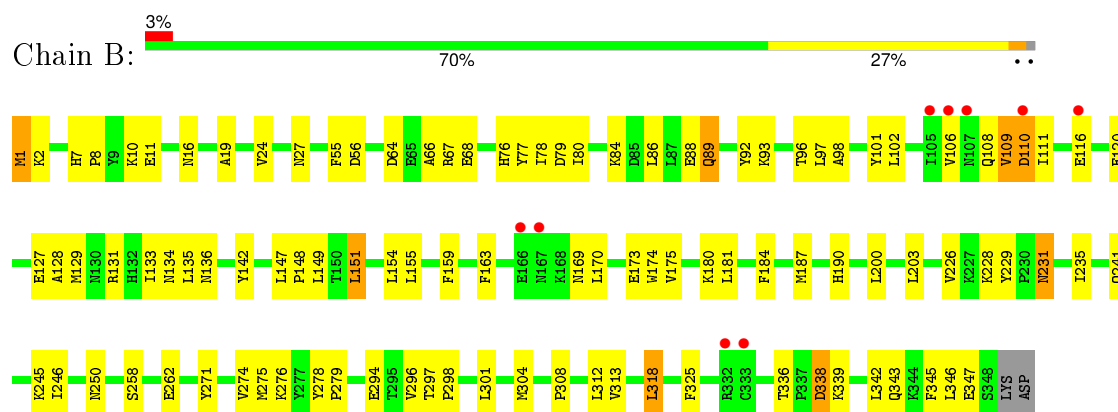 3%
Chain B:
70% 27% • •
M1 K2 H7 P8 Y9 K10 E11 N16 A19 V24 N27 F55 D56 D64 E65 A66 R67 E68 H76 Y77 I78 D79 I80 K84 D85 L86 L87 E88 Q89 Y92 K93 T96 L97 A98 Y101 L102 I105 V106 N107 Q108 V109 D110 I111 E116
E127 A128 M129 N130 R131 H132 I133 N134 L135 N136 Y142 L147 P148 L149 T150 L151 L154 L155 F159 F163 E166 N167 K168 N169 L170 E173 W174 V175 K180 L181 F184 M187 H190 L200 L203 V226 K227 K228 Y229 P230 N231 I235
K245 I246 N250 S258 E262 Y271 V274 M275 K276 Y277 Y278 P279 E294 T295 V296 T297 P298 L301 M304 P308 L312 V313 L318 F325 R332 C333 T336 P337 D338 K339 L342 Q343 K344 F345 L346 E347 S348 LYS ASP